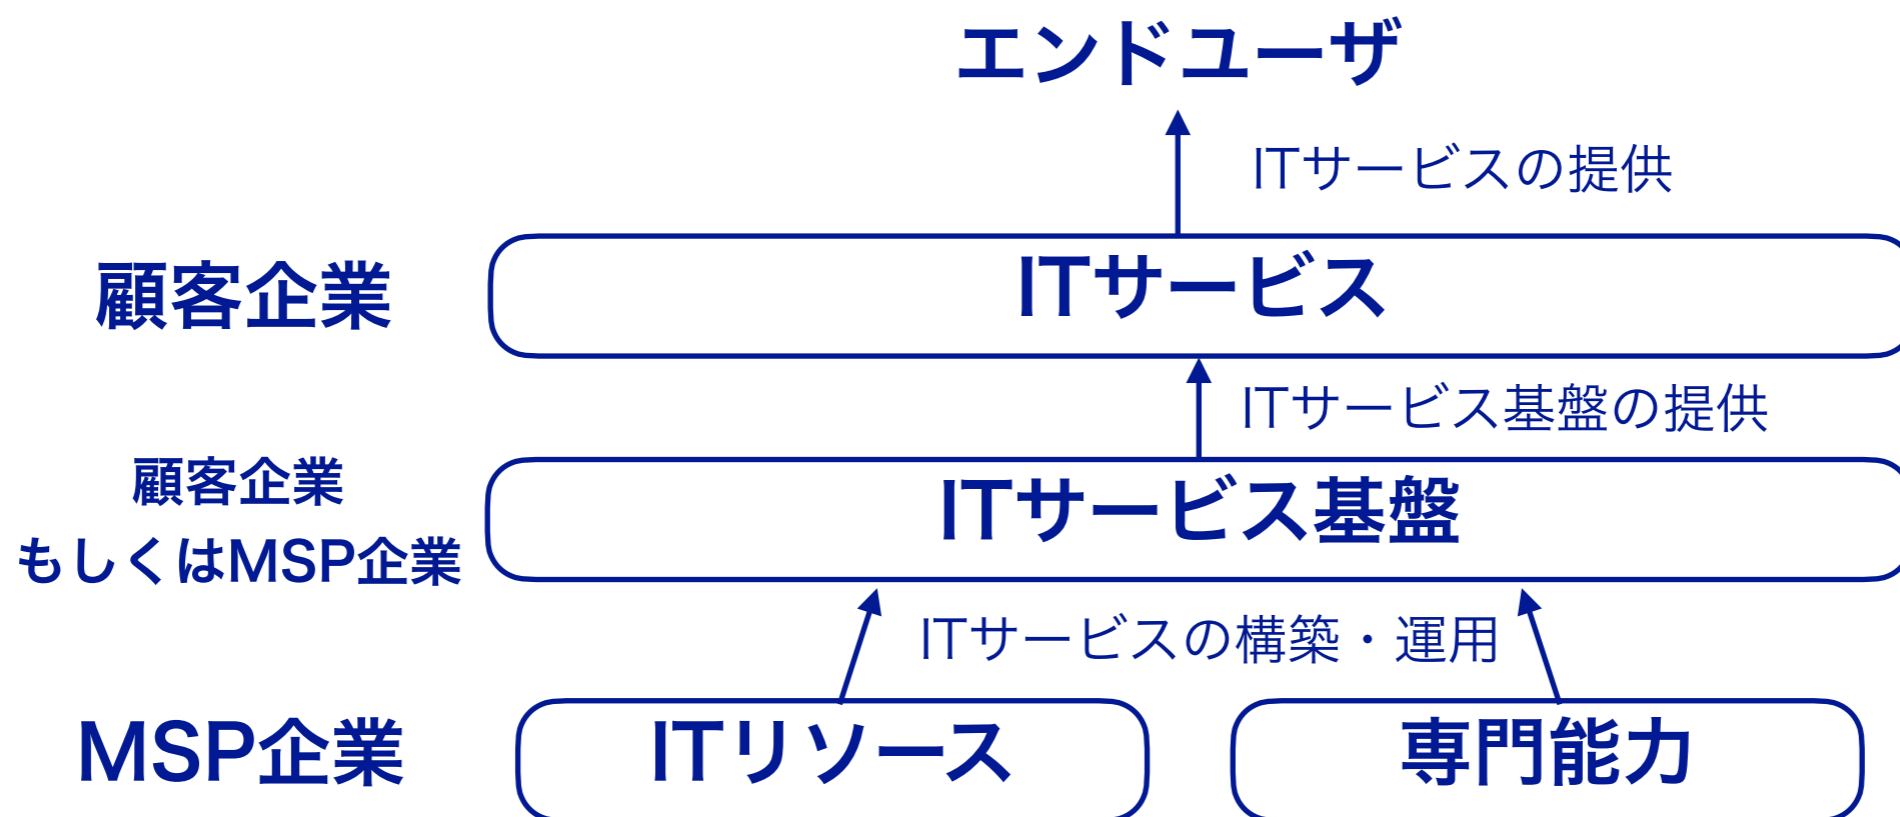 エンドユーザ
ITサービスの提供
顧客企業
ITサービス
ITサービス基盤の提供
顧客企業
もしくはMSP企業
ITサービス基盤
ITサービスの構築・運用
MSP企業
ITリソース
専門能力